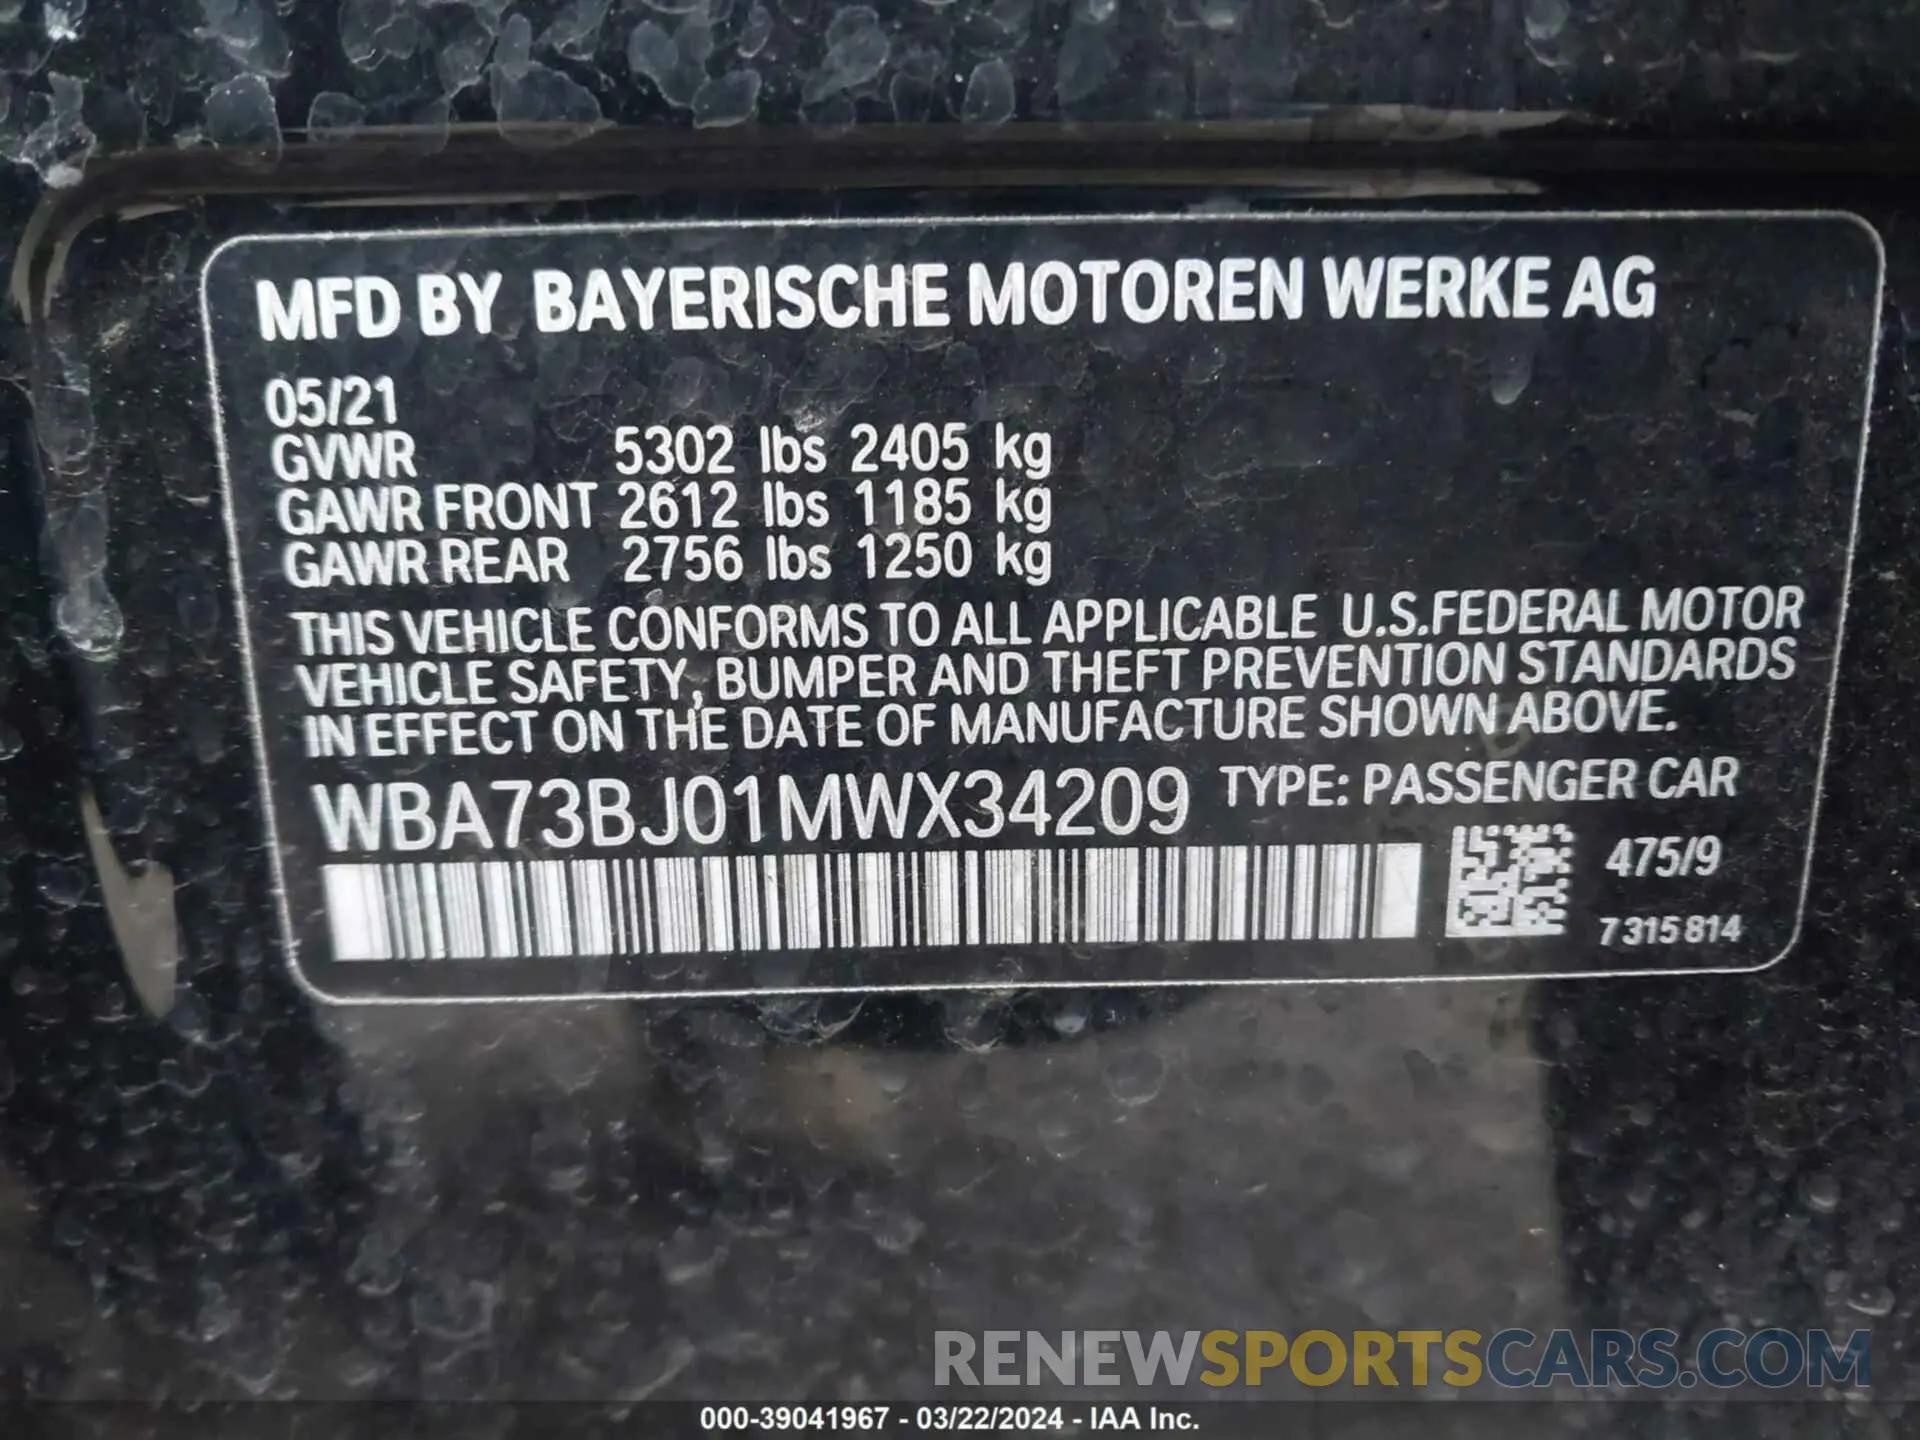 MFD BY BAYERISCHE MOTOREN WERKE AG
05/21
GVWR 5302 lbs 2405 kg
GAWR FRONT 2612 lbs 1185 kg
GAWR REAR 2756 lbs 1250 kg
THIS VEHICLE CONFORMS TO ALL APPLICABLE U.S.FEDERAL MOTOR
VEHICLE SAFETY, BUMPER AND THEFT PREVENTION STANDARDS
IN EFFECT ON THE DATE OF MANUFACTURE SHOWN ABOVE.
WBA73BJ01MWX34209 TYPE: PASSENGER CAR
475/9
7315814
RENEWSPORTSCARS.COM
000-39041967 - 03/22/2024 - IAA Inc.